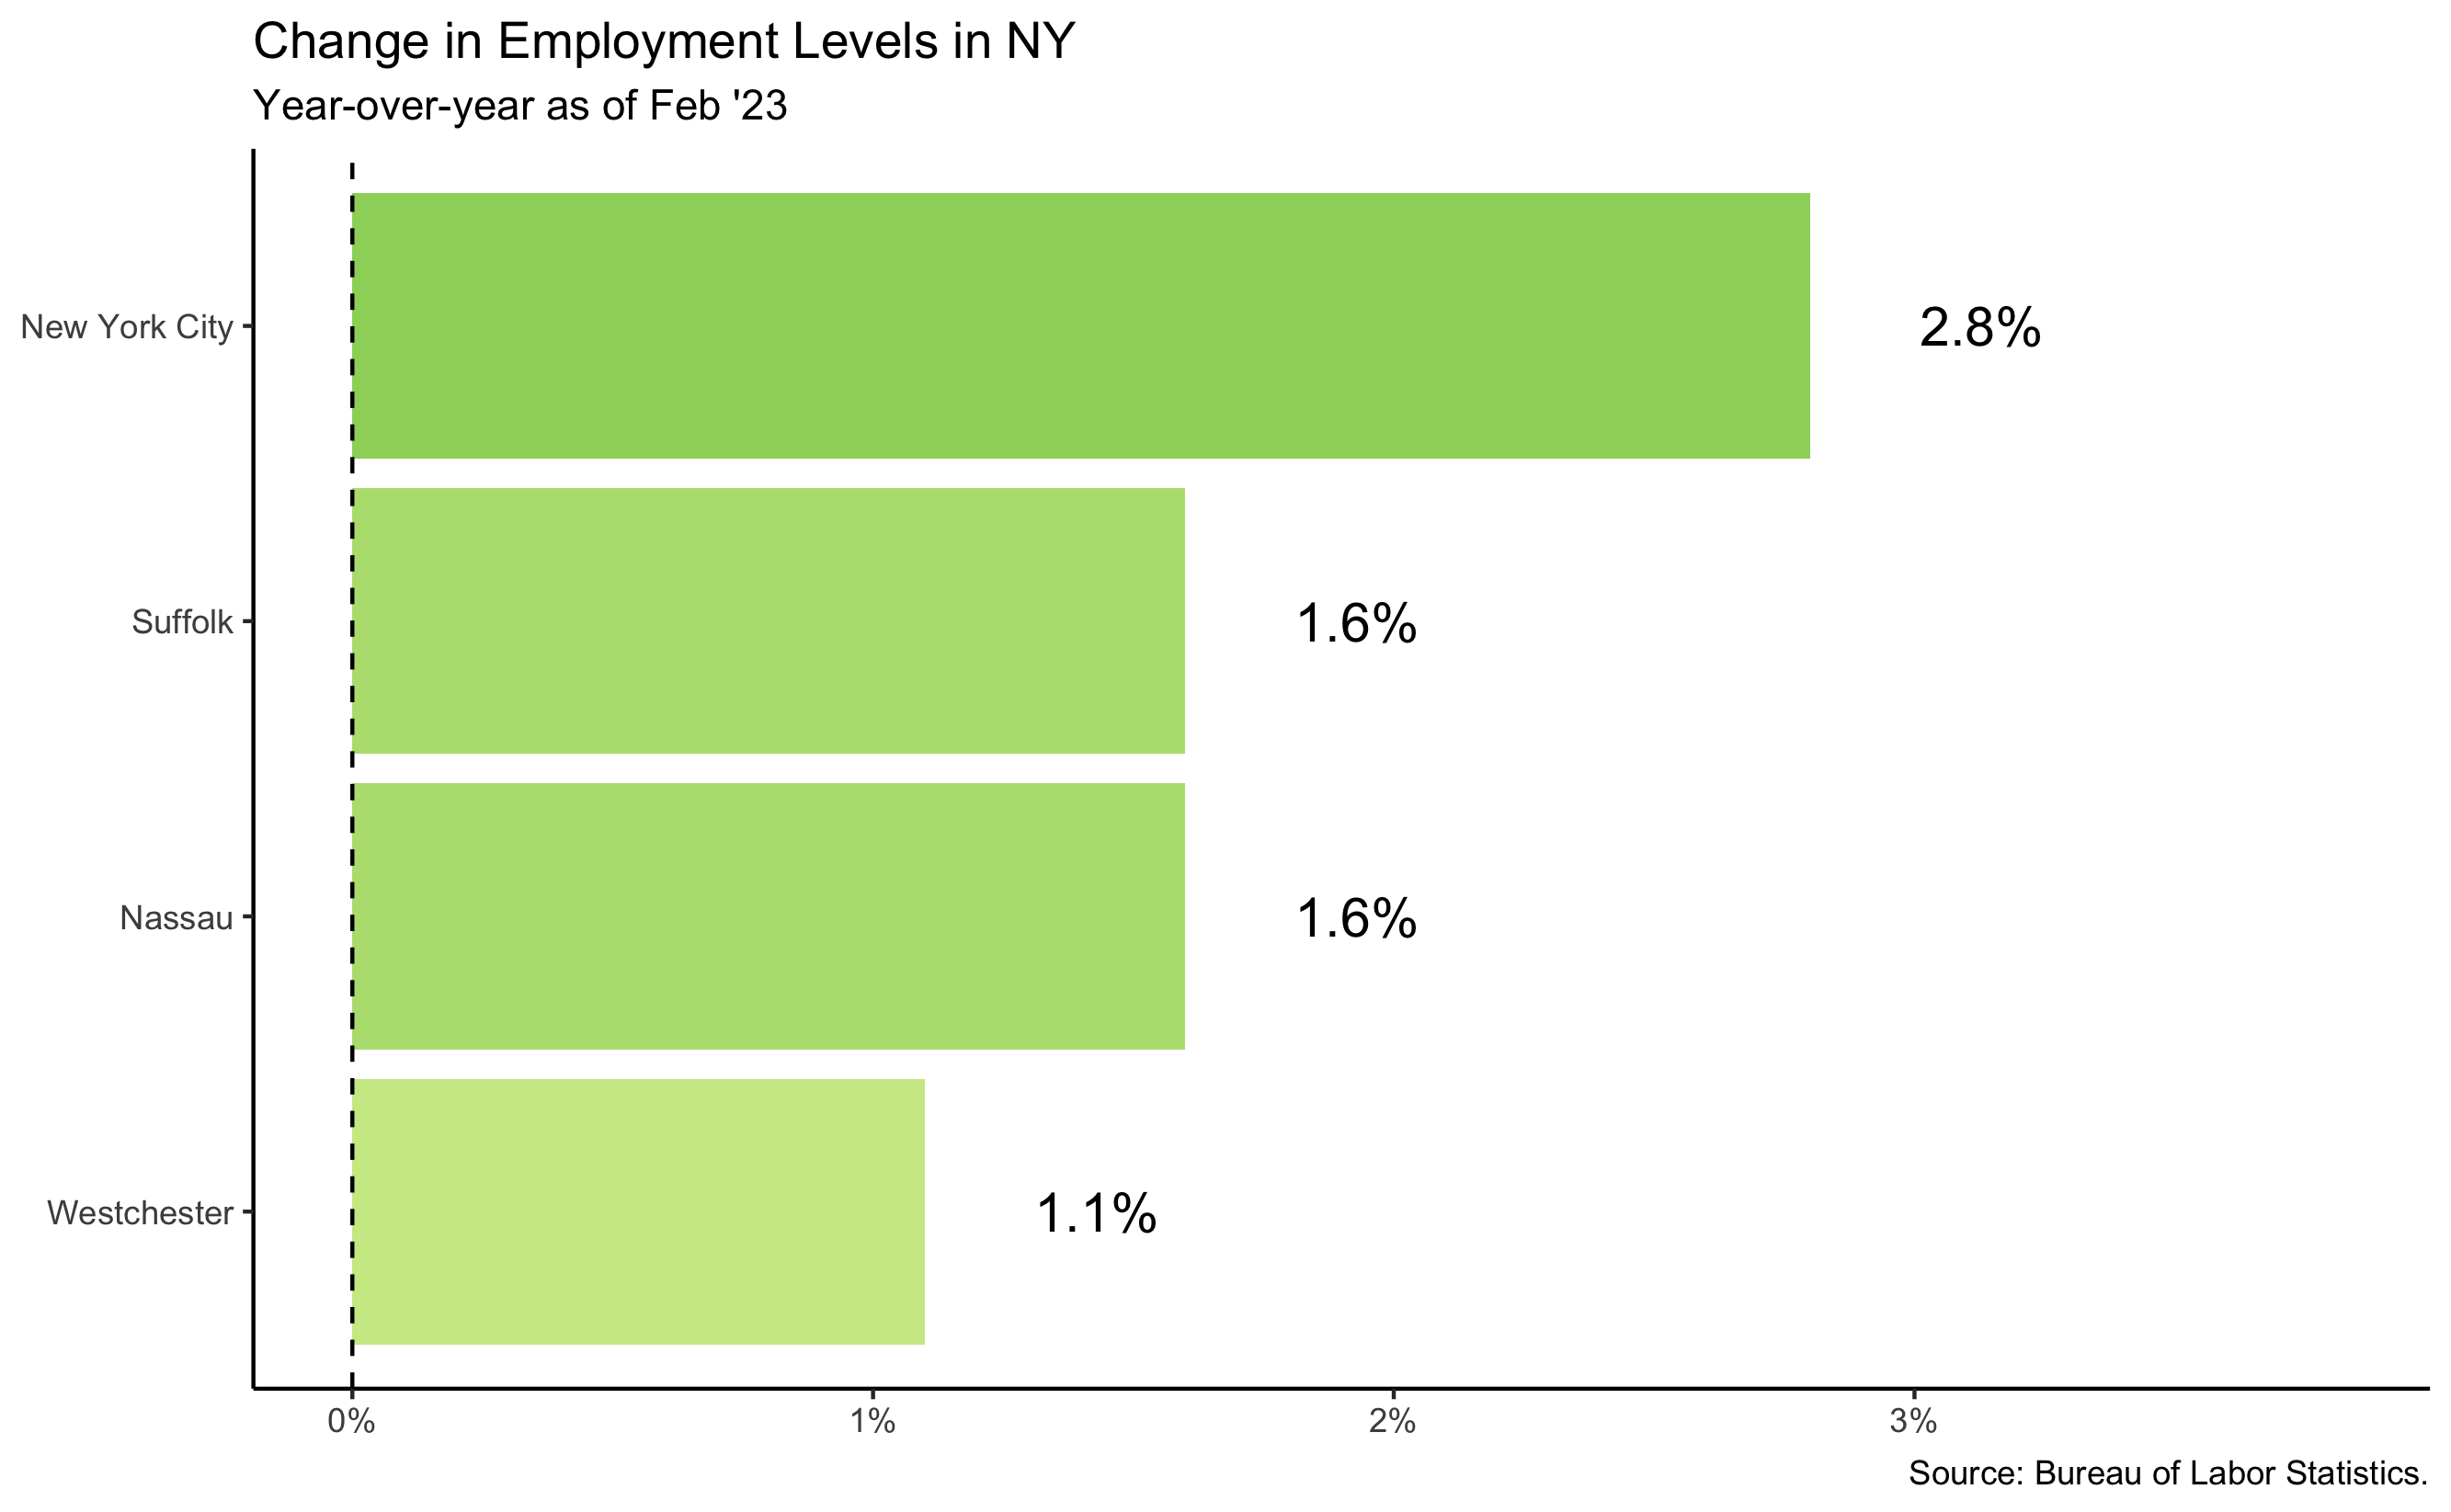 Change in Employment Levels in NY
Year-over-year as of Feb '23
New York City
2.8%
Suffolk
1.6%
Nassau
1.6%
Westchester
1.1%
0%
1%
2%
3%
Source: Bureau of Labor Statistics.